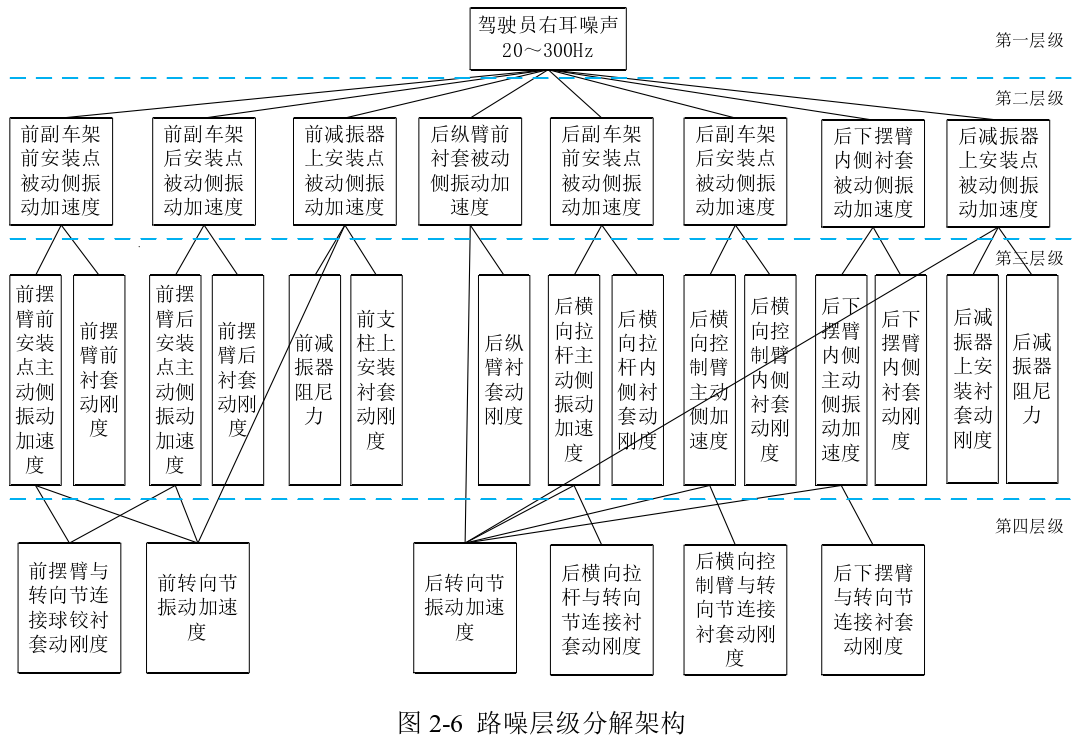 驾驶员右耳噪声
20～300Hz
第一层级
第二层级
前副车架
前安装点
被动侧振
动加速度
前副车架
后安装点
被动侧振
动加速度
前减振器
上安装点
被动侧振
动加速度
后纵臂前
衬套被动
侧振动加
速度
后副车架
前安装点
被动侧振
动加速度
后副车架
后安装点
被动侧振
动加速度
后下摆臂
内侧衬套
被动侧振
动加速度
后减振器
上安装点
被动侧振
动加速度
第三层级
前摆
臂前
安装
点主
动侧
振动
加速
度
前摆
臂前
衬套
动刚
度
前摆
臂后
安装
点主
动侧
振动
加速
度
前摆
臂后
衬套
动刚
度
前减
振器
阻尼
力
前支
柱上
安装
衬套
动刚
度
后纵
臂衬
套动
刚度
后横
向拉
杆主
动侧
振动
加速
度
后横
向拉
杆内
侧衬
套动
刚度
后横
向控
制臂
主动
侧加
速度
后横
向控
制臂
内侧
衬套
动刚
度
后下
摆臂
内侧
主动
侧振
动加
速度
后下
摆臂
内侧
衬套
动刚
度
后减
振器
上安
装衬
套动
刚度
后减
振器
阻尼
力
第四层级
前摆臂与
转向节连
接球铰衬
套动刚度
前转向节
振动加速
度
后转向节
振动加速
度
后横向拉
杆与转向
节连接衬
套动刚度
后横向控
制臂与转
向节连接
衬套动刚
度
后下摆臂
与转向节
连接衬套
动刚度
图 2-6 路噪层级分解架构